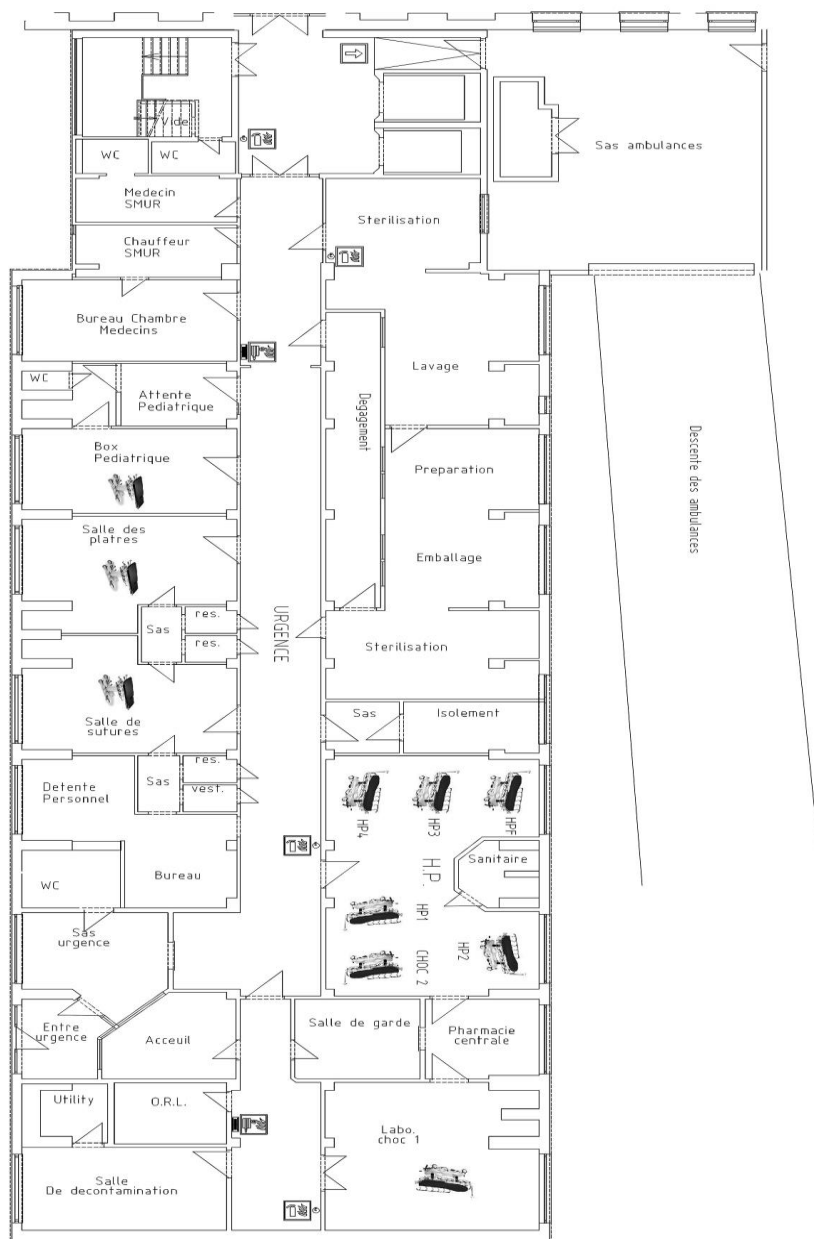 Vide
WC
WC
Sas ambulances
Medecin
SMUR
Sterilisation
Chauffeur
SMUR
Bureau Chambre
Medecins
WC
Attente
Pediatrique
Lavage
Degagement
Box
Pediatrique
Preparation
Descente des ambulances
Salle des
platres
Emballage
URGENCE
Sas
res.
res.
Sterilisation
Salle de
sutures
Sas
Isolement
Detente
Personnel
Sas
res.
vest.
HP4
HP3
HPF
H.P.
Sanitaire
WC
Bureau
HP1
Sas
urgence
CHOC 2
HP2
Entre
urgence
Acceuil
Salle de garde
Pharmacie
centrale
Utility
O.R.L.
Labo.
choc 1
Salle
De decontamination